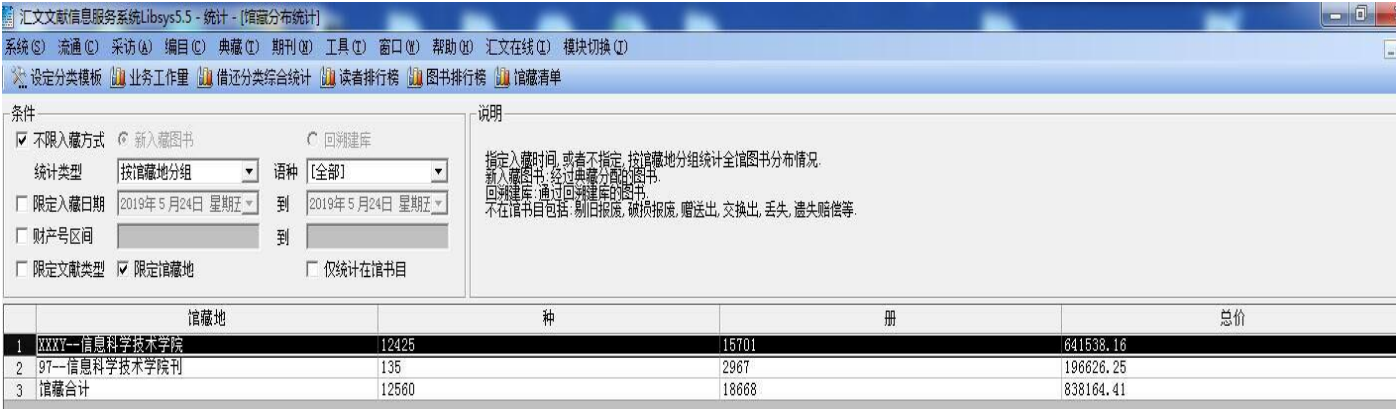 汇文文献信息服务系统Libsys5.5 - 统计 - [馆藏分布统计]
系统(S) 流通(C) 采访(A) 编目(C) 典藏(T) 期刊(M) 工具(T) 窗口(W) 帮助(H) 汇文在线(I) 模块切换(J)
设定分类模板 业务工作量 借还分类综合统计 读者排行榜 图书排行榜 馆藏清单
条件
不限入藏方式 新入藏图书 回溯建库
统计类型 按馆藏地分组 语种 [全部]
限定入藏日期 2019年 5月24日 星期五 到 2019年 5月24日 星期五
财产号区间 到
限定文献类型 限定馆藏地 仅统计在馆书目
说明
指定入藏时间, 或者不指定, 按馆藏地分组统计全馆图书分布情况.
新入藏图书:经过典藏分配的图书.
回溯建库:通过回溯建库的图书.
不在馆书目包括:剔旧报废, 破损报废, 赠送出, 交换出, 丢失, 遗失赔偿等.
馆藏地 种 册 总价
1 XXXY--信息科学技术学院 12425 15701 641538.16
2 97--信息科学技术学院刊 135 2967 196626.25
3 馆藏合计 12560 18668 838164.41